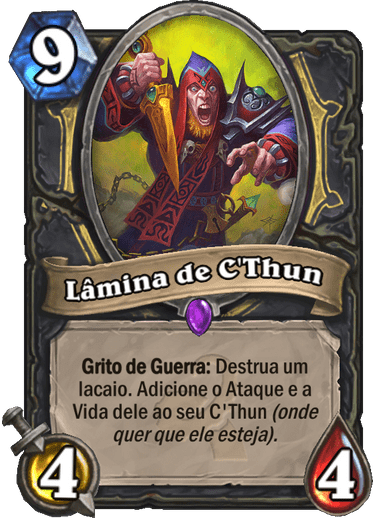 9
Lâmina de C'Thun
Grito de Guerra: Destrua um
lacaio. Adicione o Ataque e a
Vida dele ao seu C'Thun (onde
quer que ele esteja).
4
4